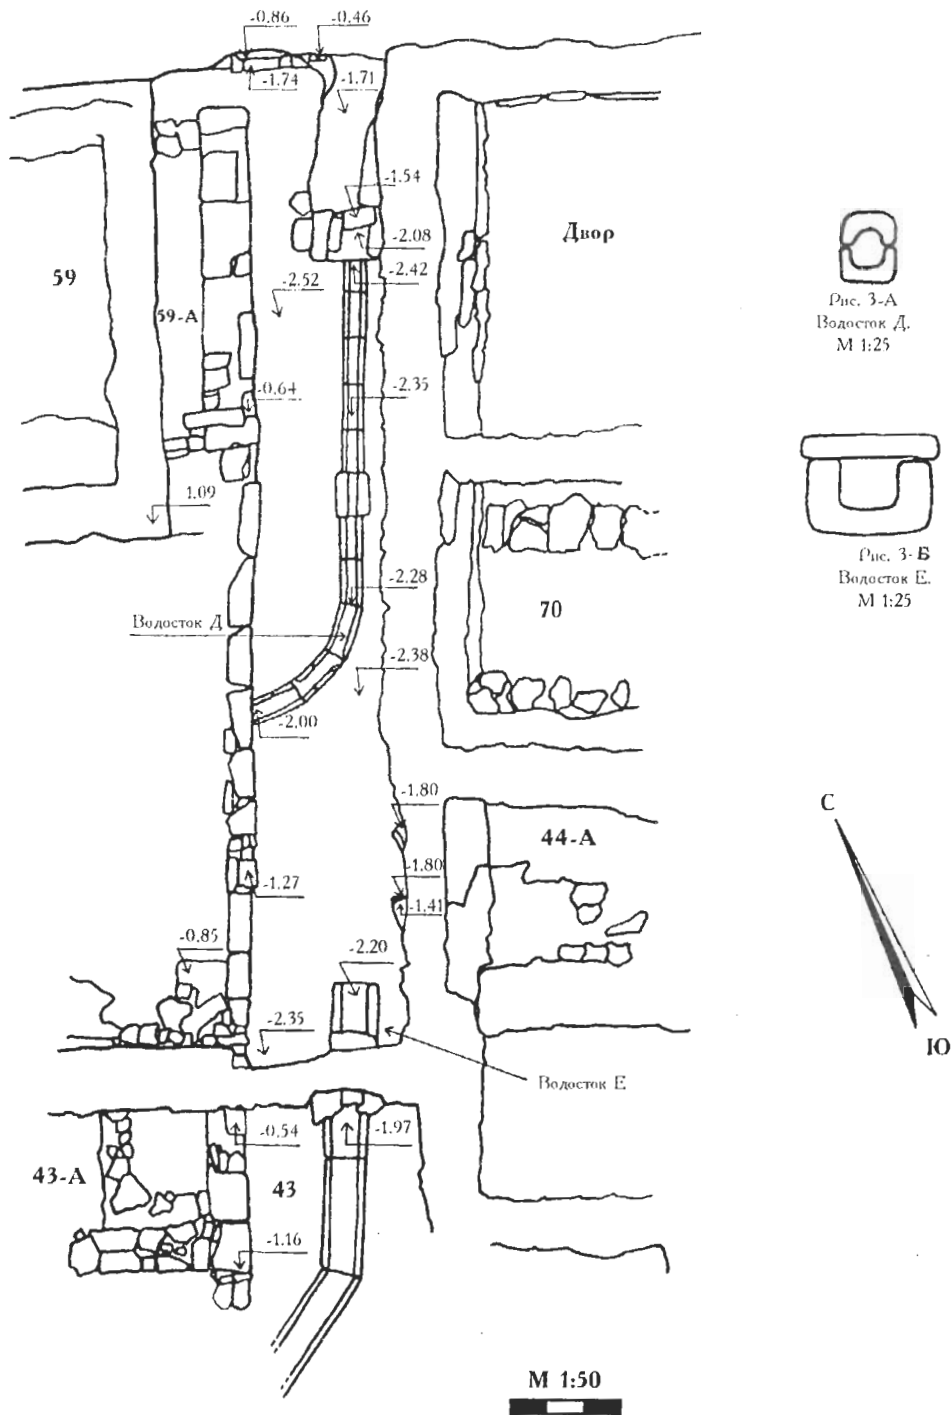 -0.86
-0.46
-1.74
-1.71
-1.54
-2.08
-2.42
Двор
59
-2.52
59-А
Рис. 3-А
Водосток Д.
М 1:25
-2.35
-0.64
1.09
Рис. 3-Б
Водосток Е.
М 1:25
-2.28
70
Водосток Д
-2.38
-2.00
-1.80
С
44-А
-1.80
-1.27
-1.41
-0.85
-2.20
-2.35
Ю
Водосток Е
-0.54
-1.97
43-А
43
-1.16
М 1:50